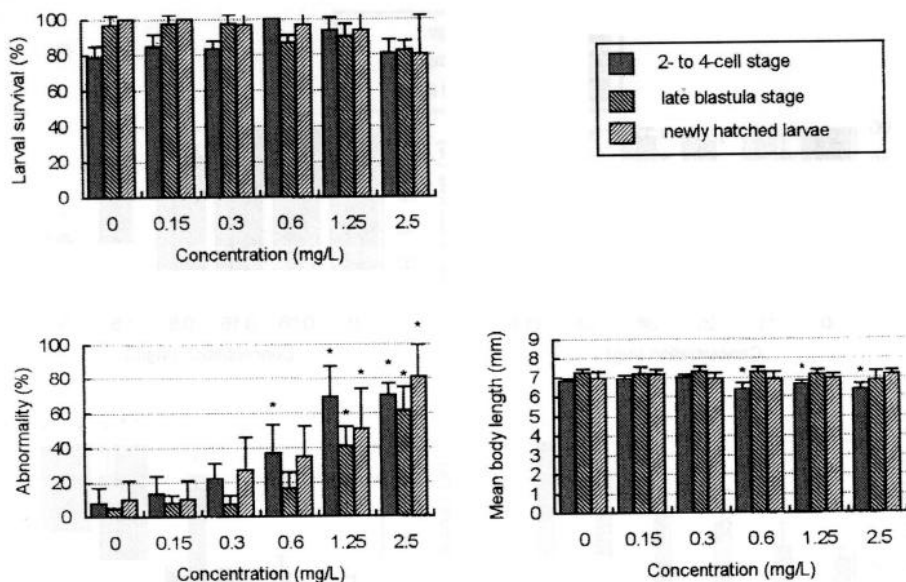 Larval survival (%)
100
80
60
40
20
0
0 0.15 0.3 0.6 1.25 2.5
Concentration (mg/L)
2- to 4-cell stage
late blastula stage
newly hatched larvae
Abnormality (%)
100
80
60
40
20
0
* * * * * * *
0 0.15 0.3 0.6 1.25 2.5
Concentration (mg/L)
Mean body length (mm)
9
8
7
6
5
4
3
2
1
0
* * *
0 0.15 0.3 0.6 1.25 2.5
Concentration (mg/L)